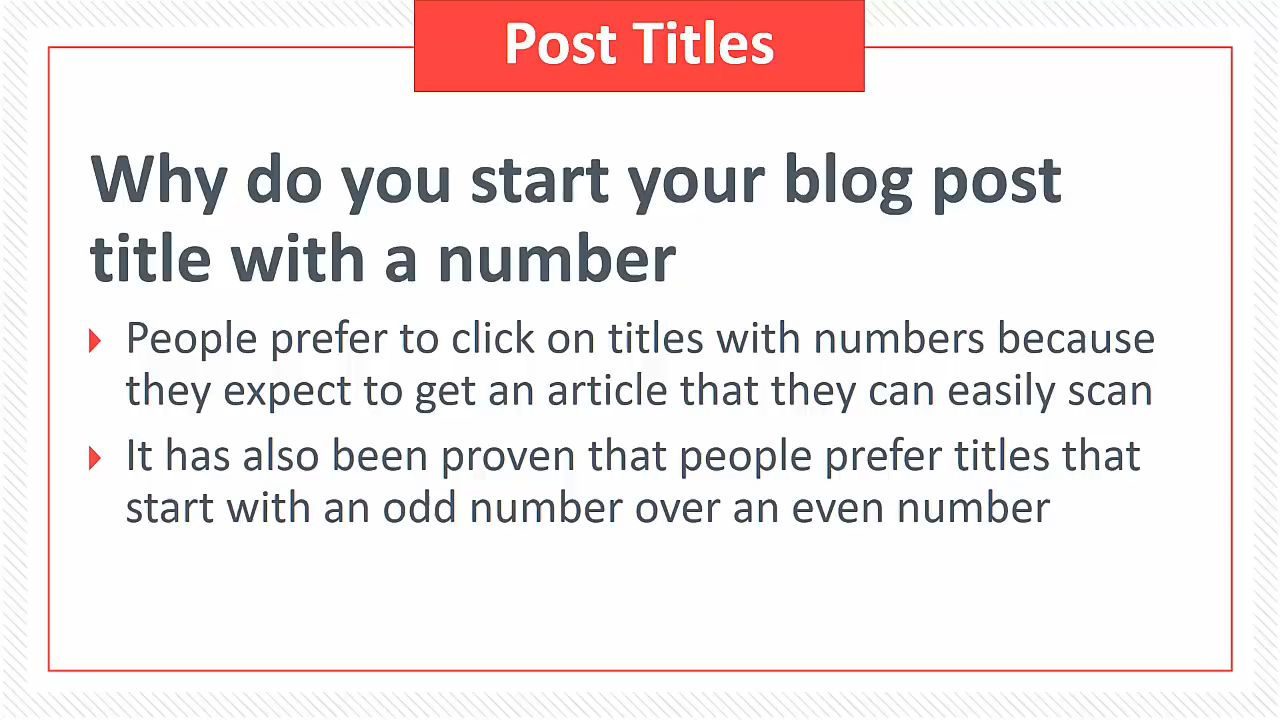 Post Titles
Why do you start your blog post
title with a number
People prefer to click on titles with numbers because
they expect to get an article that they can easily scan
It has also been proven that people prefer titles that
start with an odd number over an even number